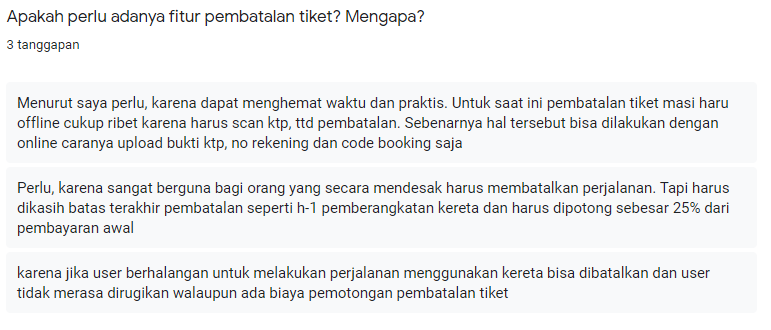 Apakah perlu adanya fitur pembatalan tiket? Mengapa?
3 tanggapan
Menurut saya perlu, karena dapat menghemat waktu dan praktis. Untuk saat ini pembatalan tiket masi haru
offline cukup ribet karena harus scan ktp, ttd pembatalan. Sebenarnya hal tersebut bisa dilakukan dengan
online caranya upload bukti ktp, no rekening dan code booking saja
Perlu, karena sangat berguna bagi orang yang secara mendesak harus membatalkan perjalanan. Tapi harus
dikasih batas terakhir pembatalan seperti h-1 pemberangkatan kereta dan harus dipotong sebesar 25% dari
pembayaran awal
karena jika user berhalangan untuk melakukan perjalanan menggunakan kereta bisa dibatalkan dan user
tidak merasa dirugikan walaupun ada biaya pemotongan pembatalan tiket